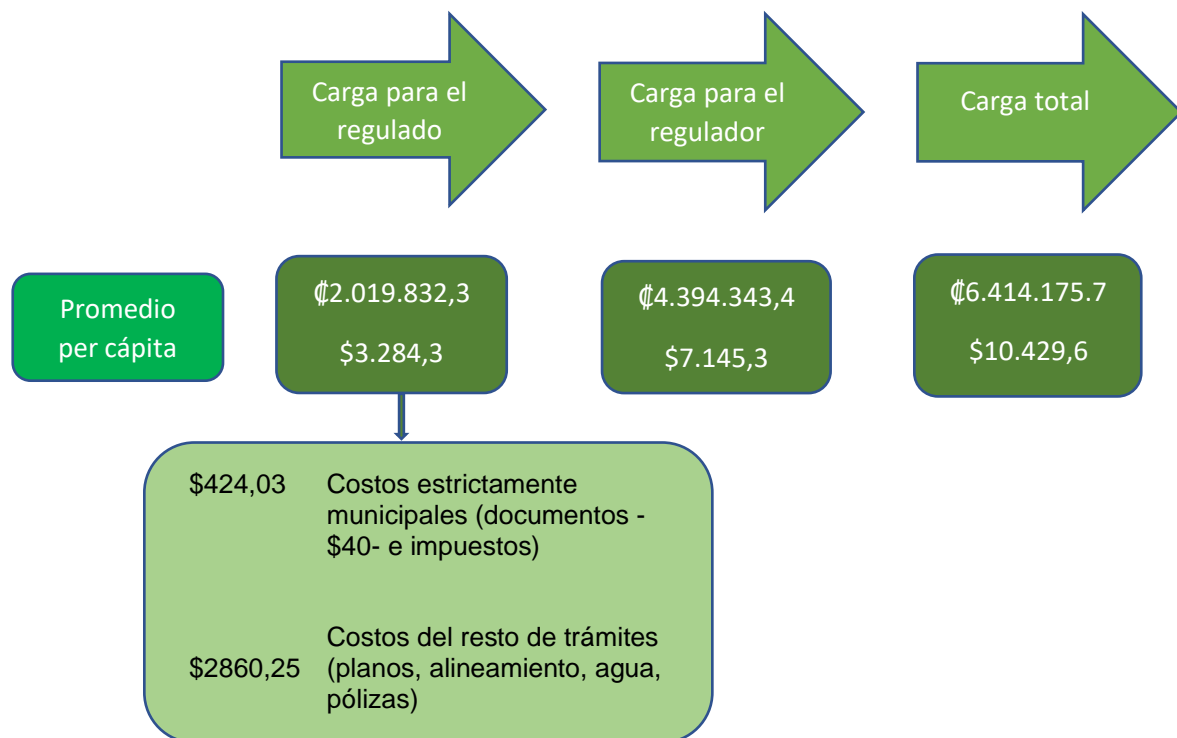 Carga para el
regulado
Carga para el
regulador
Carga total
Promedio
per cápita
₡2.019.832,3
$3.284,3
₡4.394.343,4
$7.145,3
₡6.414.175.7
$10.429,6
$424,03 Costos estrictamente
municipales (documentos -
$40- e impuestos)
Costos del resto de trámites
$2860,25 (planos, alineamiento, agua,
pólizas)